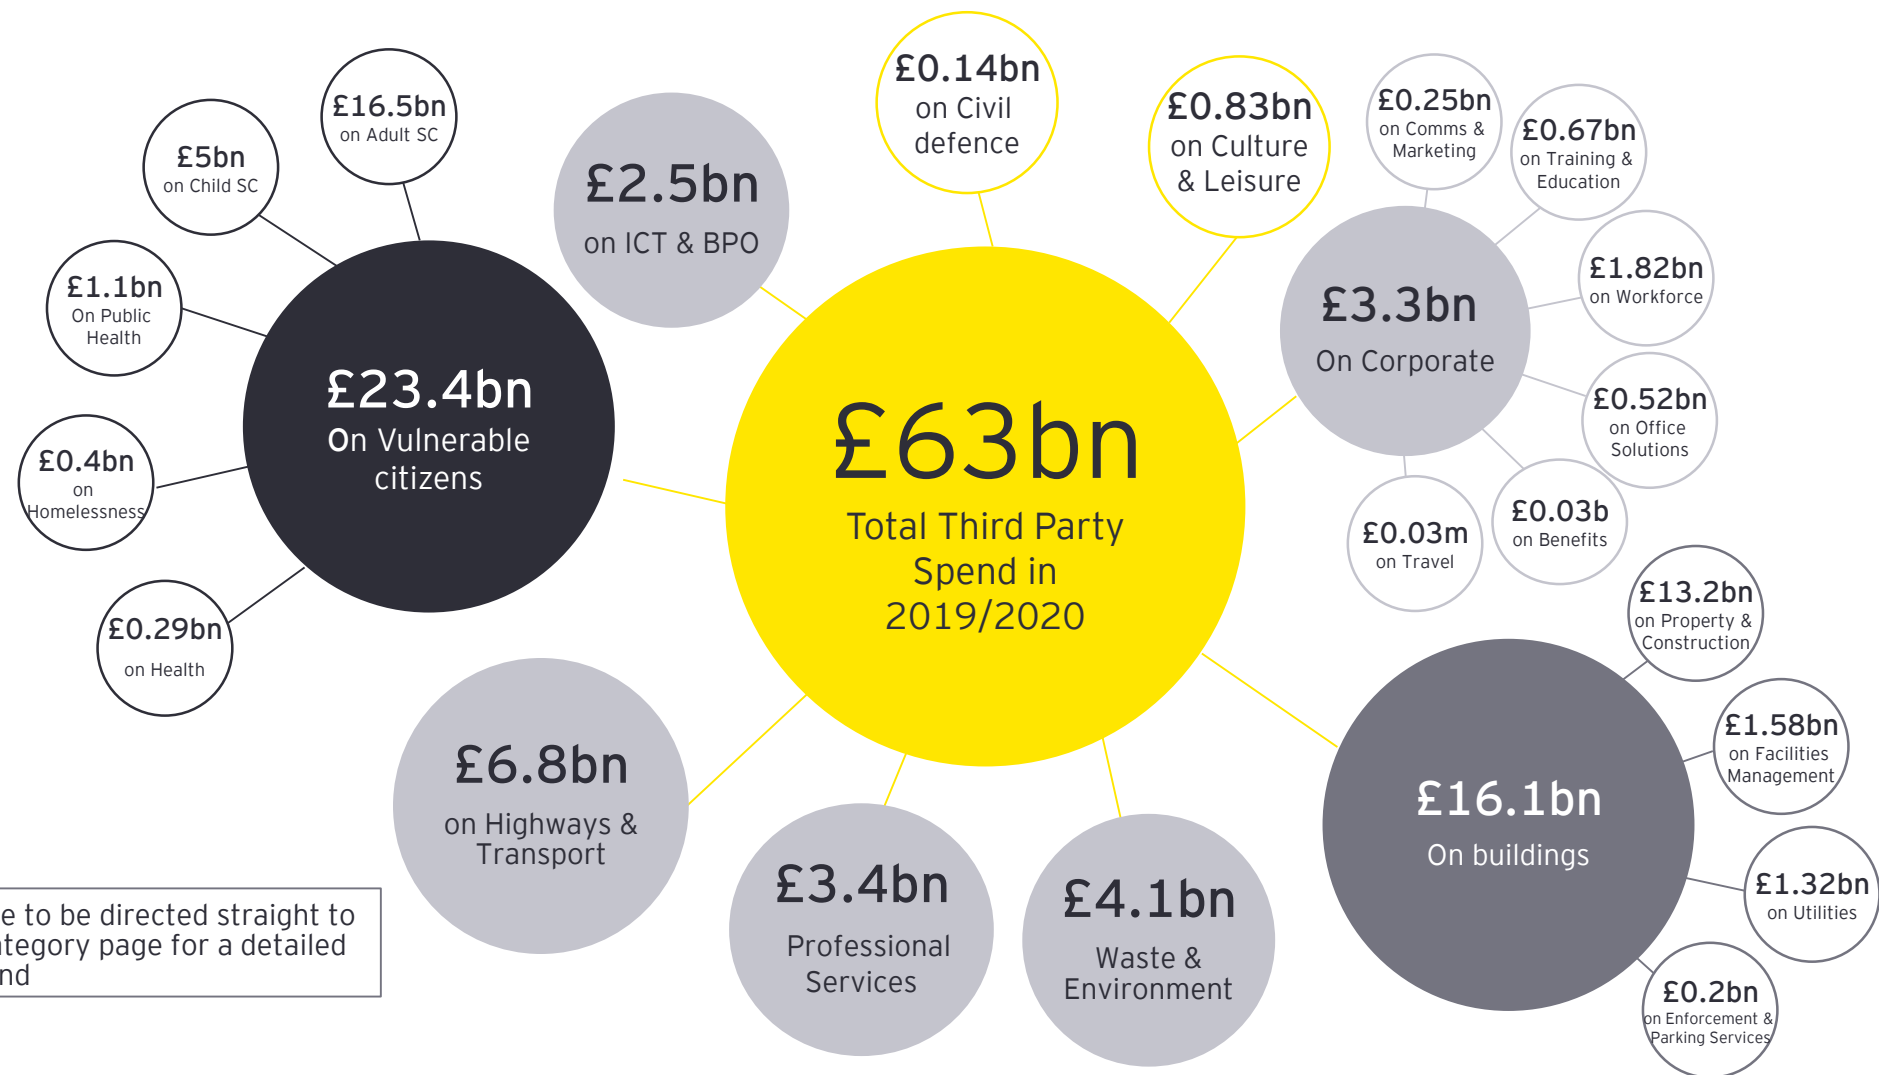 £0.14bn
on Civil
defence
£0.83bn
on Culture
& Leisure
£0.25bn
on Comms &
Marketing
£0.67bn
on Training &
Education
£16.5bn
on Adult SC
£5bn
on Child SC
£2.5bn
on ICT & BPO
£1.1bn
On Public
Health
£1.82bn
on Workforce
£3.3bn
On Corporate
£23.4bn
On Vulnerable
citizens
£63bn
Total Third Party
Spend in
2019/2020
£0.52bn
on Office
Solutions
£0.4bn
on
Homelessness
£0.03m
on Travel
£0.03b
on Benefits
£0.29bn
on Health
£13.2bn
on Property &
Construction
£1.58bn
on Facilities
Management
£6.8bn
on Highways &
Transport
£16.1bn
On buildings
£3.4bn
Professional
Services
£4.1bn
Waste &
Environment
£1.32bn
on Utilities
£0.2bn
on Enforcement &
Parking Services
e to be directed straight to
ategory page for a detailed
nd